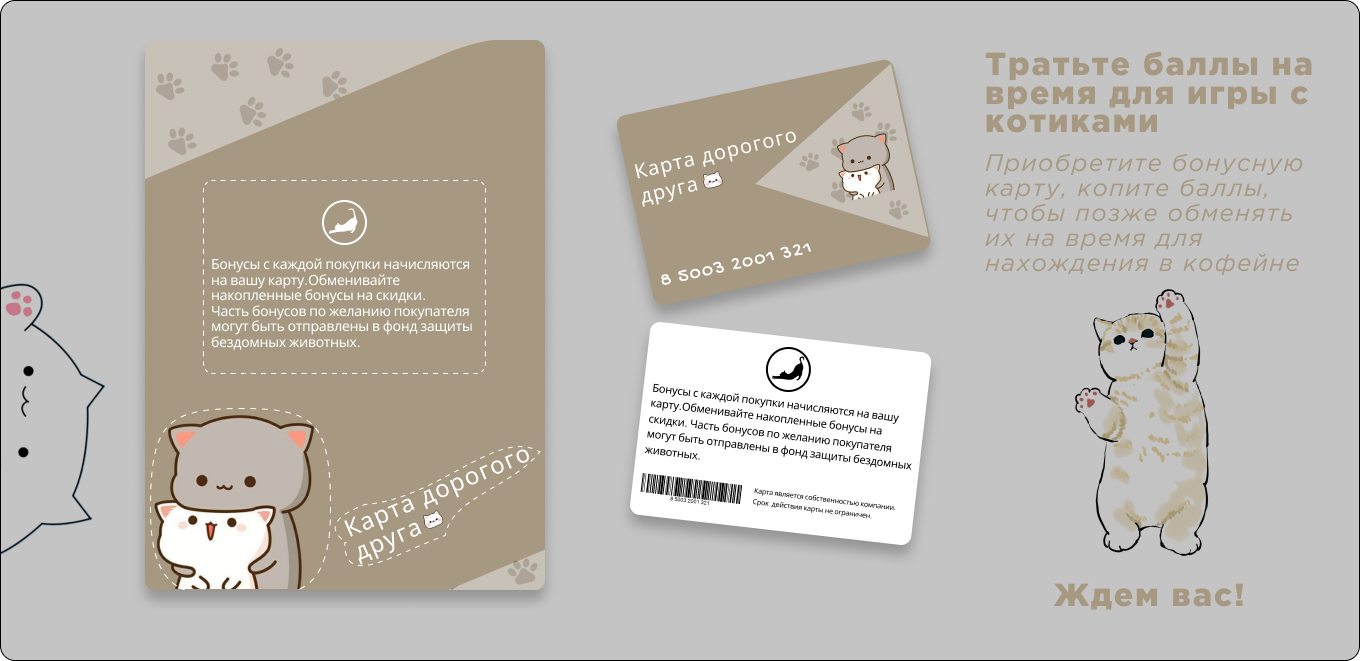 Бонусы с каждой покупки начисляются
на вашу карту.Обменивайте
накопленные бонусы на скидки.
Часть бонусов по желанию покупателя
могут быть отправлены в фонд защиты
бездомных животных.
Карта дорогого
друга
Карта дорогого
друга
8 5003 2001 321
Бонусы с каждой покупки начисляются на вашу
карту.Обменивайте накопленные бонусы на
скидки. Часть бонусов по желанию покупателя
могут быть отправлены в фонд защиты бездомных
животных.
8 5003 2001 321
Карта является собственностью компании.
Срок действия карты не ограничен.
Тратьте баллы на
время для игры с
котиками
Приобретите бонусную
карту, копите баллы,
чтобы позже обменять
их на время для
нахождения в кофейне
Ждем вас!